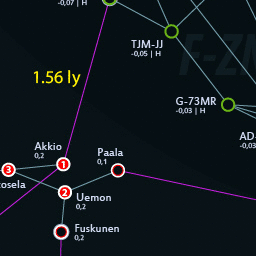 -0,07 | H
TJM-JJ
-0,05 | H
F-ZN
1.56 ly
G-73MR
-0,03 | H
AD-
-0,03
Akkio
0,2
Paala
0,1
1
3
osela
2
Uemon
0,2
Fuskunen
0,2